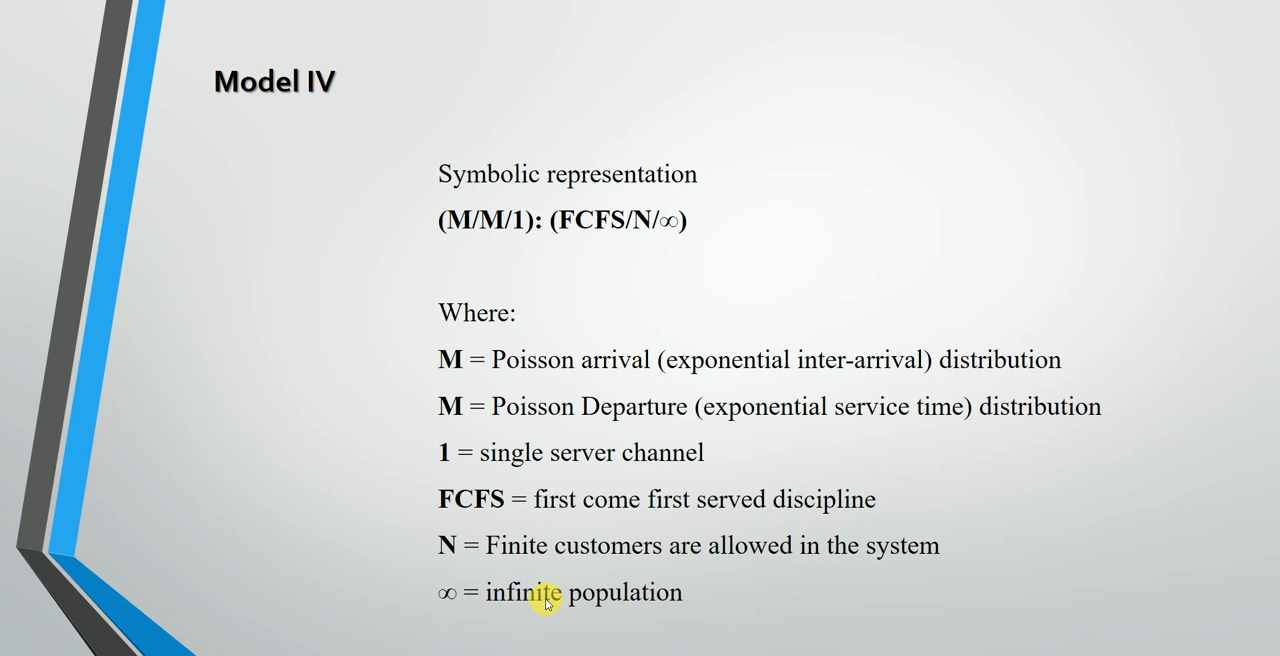 Model IV
Symbolic representation
(M/M/1): (FCFS/N/∞)
Where:
M = Poisson arrival (exponential inter-arrival) distribution
M = Poisson Departure (exponential service time) distribution
1 = single server channel
FCFS = first come first served discipline
N = Finite customers are allowed in the system
∞ = infinite population